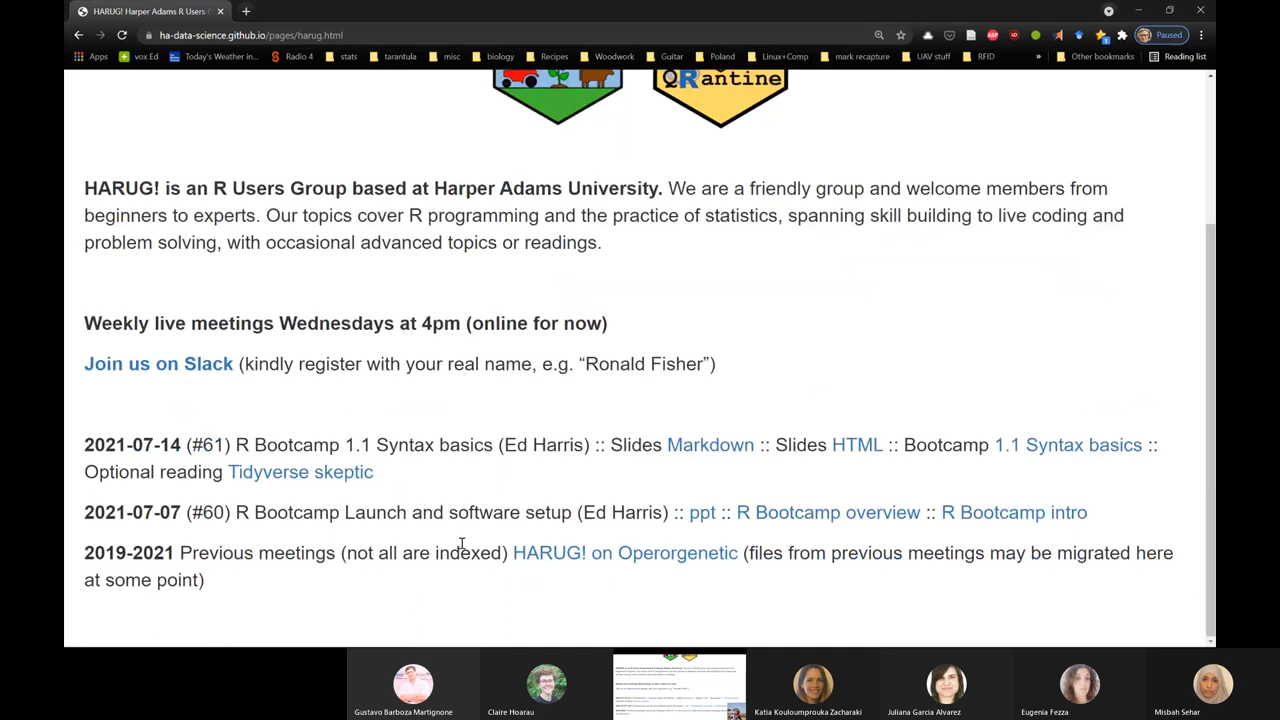 HARUG! Harper Adams R Users G
ha-data-science.github.io/pages/harug.html
Paused
Apps
vox Ed
Today's Weather in...
Radio 4
stats
tarantula
misc
biology
Recipes
Woodwork
Guitar
Poland
Linux+Comp
mark recapture
UAV stuff
RFID
»
Other bookmarks
Reading list
QRantine
HARUG! is an R Users Group based at Harper Adams University. We are a friendly group and welcome members from
beginners to experts. Our topics cover R programming and the practice of statistics, spanning skill building to live coding and
problem solving, with occasional advanced topics or readings.
Weekly live meetings Wednesdays at 4pm (online for now)
Join us on Slack (kindly register with your real name, e.g. “Ronald Fisher”)
2021-07-14 (#61) R Bootcamp 1.1 Syntax basics (Ed Harris) :: Slides Markdown :: Slides HTML :: Bootcamp 1.1 Syntax basics ::
Optional reading Tidyverse skeptic
2021-07-07 (#60) R Bootcamp Launch and software setup (Ed Harris) :: ppt :: R Bootcamp overview :: R Bootcamp intro
2019-2021 Previous meetings (not all are indexed) HARUG! on Operorgenetic (files from previous meetings may be migrated here
at some point)
Barboza Martignone
Claire Hoarau
Katia Kouloumprouka Zacharaki
Juliana Garcia Alvarez
Eugenia P
Misbah Sehar